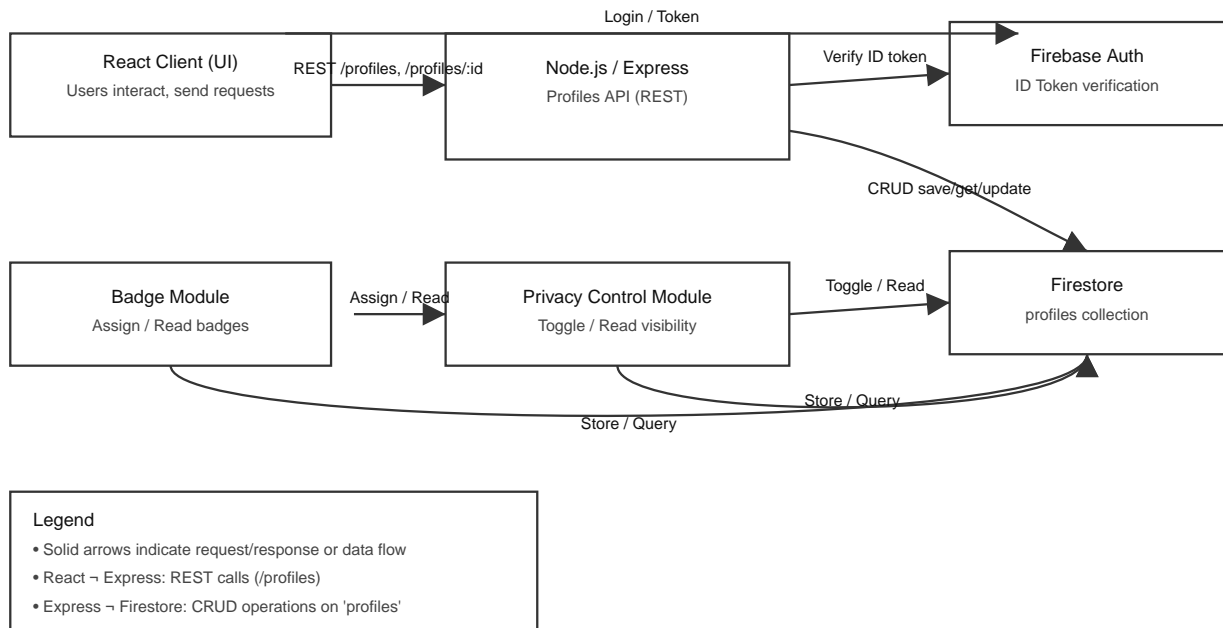 Login / Token
React Client (UI)
Users interact, send requests
REST /profiles, /profiles/:id
Node.js / Express
Profiles API (REST)
Verify ID token
Firebase Auth
ID Token verification
CRUD save/get/update
Badge Module
Assign / Read badges
Assign / Read
Privacy Control Module
Toggle / Read visibility
Toggle / Read
Firestore
profiles collection
Store / Query
Store / Query
Legend
• Solid arrows indicate request/response or data flow
• React ¬ Express: REST calls (/profiles)
• Express ¬ Firestore: CRUD operations on 'profiles'